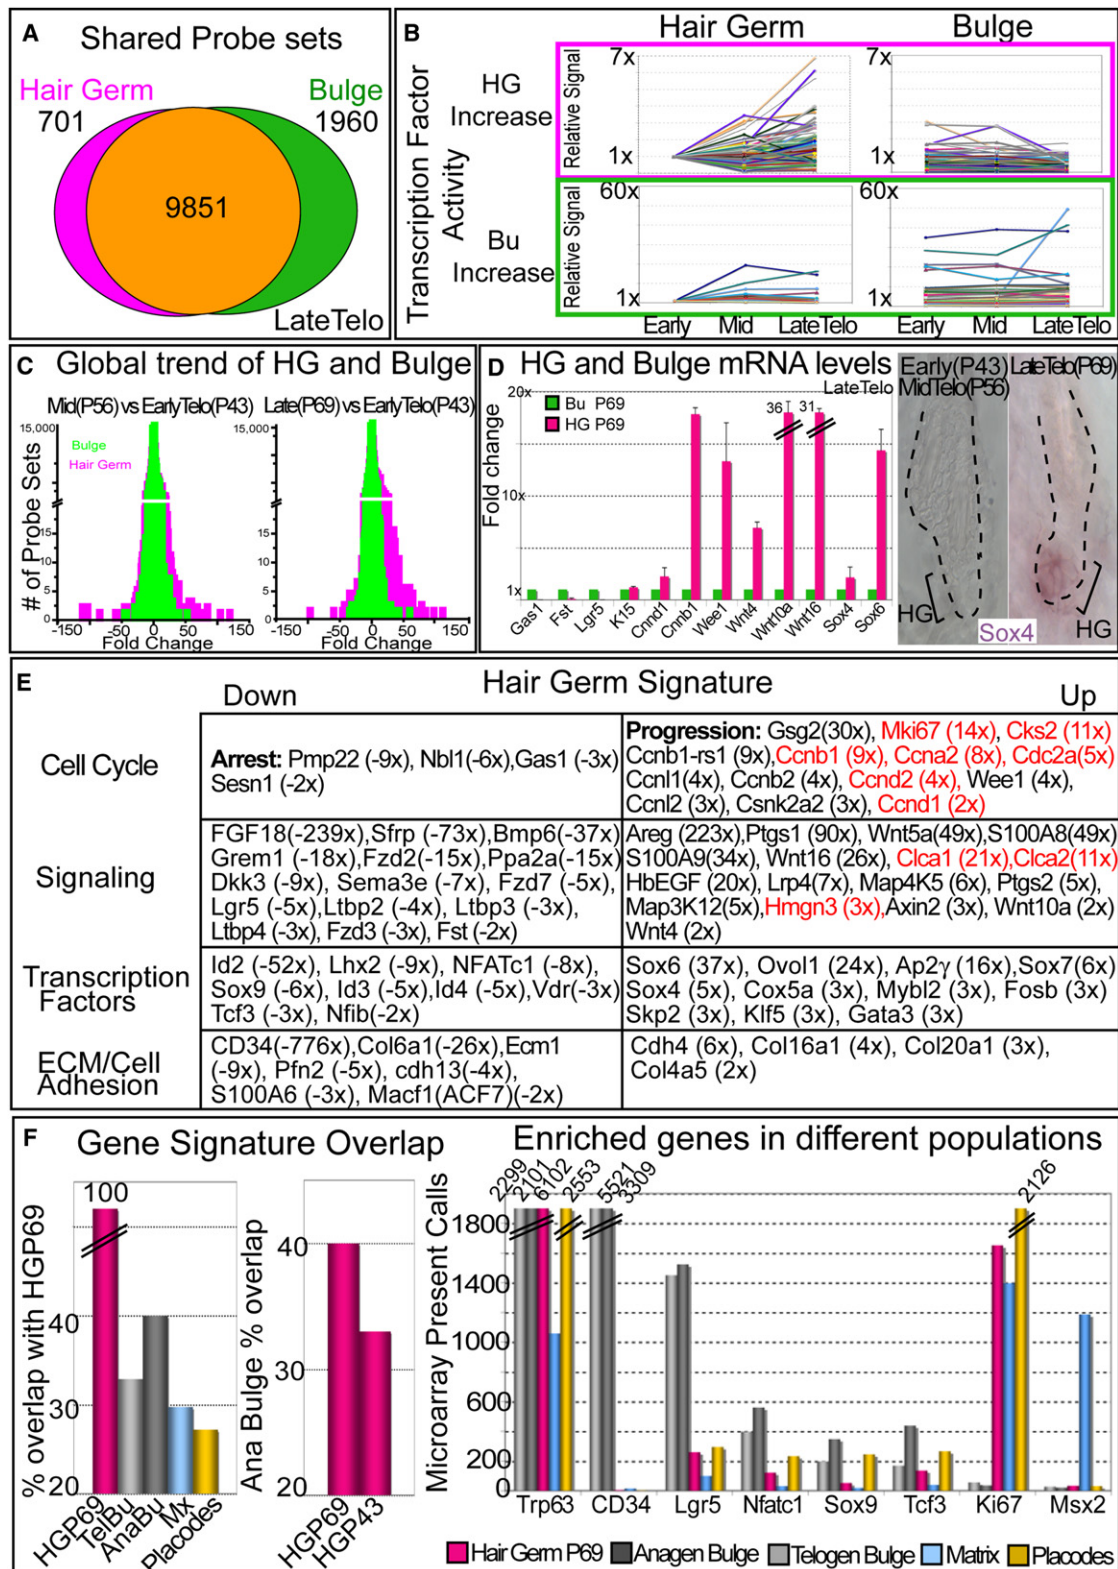 A Shared Probe sets
Hair Germ
701
Bulge
1960
9851
LateTelo
B Hair Germ Bulge
Transcription Factor
Activity
HG
Increase
Relative Signal
7x
1x
7x
1x
Bu
Increase
Relative Signal
60x
1x
60x
1x
Early Mid LateTelo
Early Mid LateTelo
C Global trend of HG and Bulge
Mid(P56) vs EarlyTelo(P43)
Late(P69) vs EarlyTelo(P43)
# of Probe Sets
15,000
Bulge
Hair Germ
15
10
5
0
-150 -50 0 50 150
Fold Change
15,000
15
10
5
0
-150 -50 0 50 150
Fold Change
D HG and Bulge mRNA levels
LateTelo
Fold change
20x
10x
1x
Bu P69
HG P69
36
31
Gas1 Fst Lgr5 K15 Cnnd1 Cnnb1 Wee1 Wnt4 Wnt10a Wnt16 Sox4 Sox6
Early(P43)
MidTelo(P56)
LateTelo(P69)
HG
Sox4
HG
E Hair Germ Signature
Down Up
Cell Cycle
Arrest: Pmp22 (-9x), Nbl1(-6x),Gas1 (-3x)
Sesn1 (-2x)
Progression: Gsg2(30x), Mki67 (14x), Cks2 (11x)
Ccnb1-rs1 (9x),Ccnb1 (9x), Ccna2 (8x), Cdc2a(5x)
Ccnl1(4x), Ccnb2 (4x), Ccnd2 (4x), Wee1 (4x),
Ccnl2 (3x), Csnk2a2 (3x), Ccnd1 (2x)
Signaling
FGF18(-239x),Sfrp (-73x),Bmp6(-37x)
Grem1 (-18x),Fzd2(-15x),Ppa2a(-15x)
Dkk3 (-9x), Sema3e (-7x), Fzd7 (-5x),
Lgr5 (-5x),Ltbp2 (-4x), Ltbp3 (-3x),
Ltbp4 (-3x), Fzd3 (-3x), Fst (-2x)
Areg (223x),Ptgs1 (90x), Wnt5a(49x),S100A8(49x)
S100A9(34x), Wnt16 (26x), Clca1 (21x),Clca2(11x)
HbEGF (20x), Lrp4(7x), Map4K5 (6x), Ptgs2 (5x),
Map3K12(5x),Hmgn3 (3x),Axin2 (3x), Wnt10a (2x)
Wnt4 (2x)
Transcription
Factors
Id2 (-52x), Lhx2 (-9x), NFATc1 (-8x),
Sox9 (-6x), Id3 (-5x),Id4 (-5x),Vdr(-3x)
Tcf3 (-3x), Nfib(-2x)
Sox6 (37x), Ovol1 (24x), Ap2γ (16x),Sox7(6x)
Sox4 (5x), Cox5a (3x), Mybl2 (3x), Fosb (3x)
Skp2 (3x), Klf5 (3x), Gata3 (3x)
ECM/Cell
Adhesion
CD34(-776x),Col6a1(-26x),Ecm1
(-9x), Pfn2 (-5x), cdh13(-4x),
S100A6 (-3x), Macf1(ACF7)(-2x)
Cdh4 (6x), Col16a1 (4x), Col20a1 (3x),
Col4a5 (2x)
F Gene Signature Overlap
% overlap with HGP69
100
40
30
20
HGP69 TelBu AnaBu Mx Placodes
Ana Bulge % overlap
40
30
20
HGP69 HGP43
Enriched genes in different populations
Microarray Present Calls
2299 2101 6102 2553 5521 3309 2126
1800
1400
1000
600
200
0
Trp63 CD34 Lgr5 Nfatc1 Sox9 Tcf3 Ki67 Msx2
Hair Germ P69 Anagen Bulge Telogen Bulge Matrix Placodes